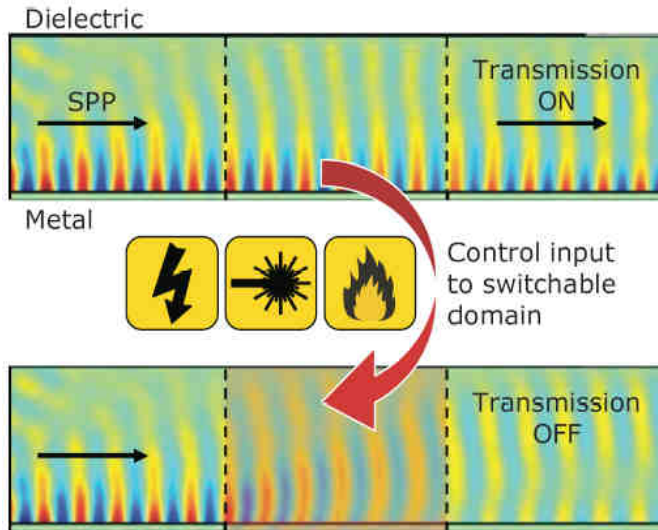 Dielectric
SPP
Transmission
ON
Metal
Control input
to switchable
domain
Transmission
OFF